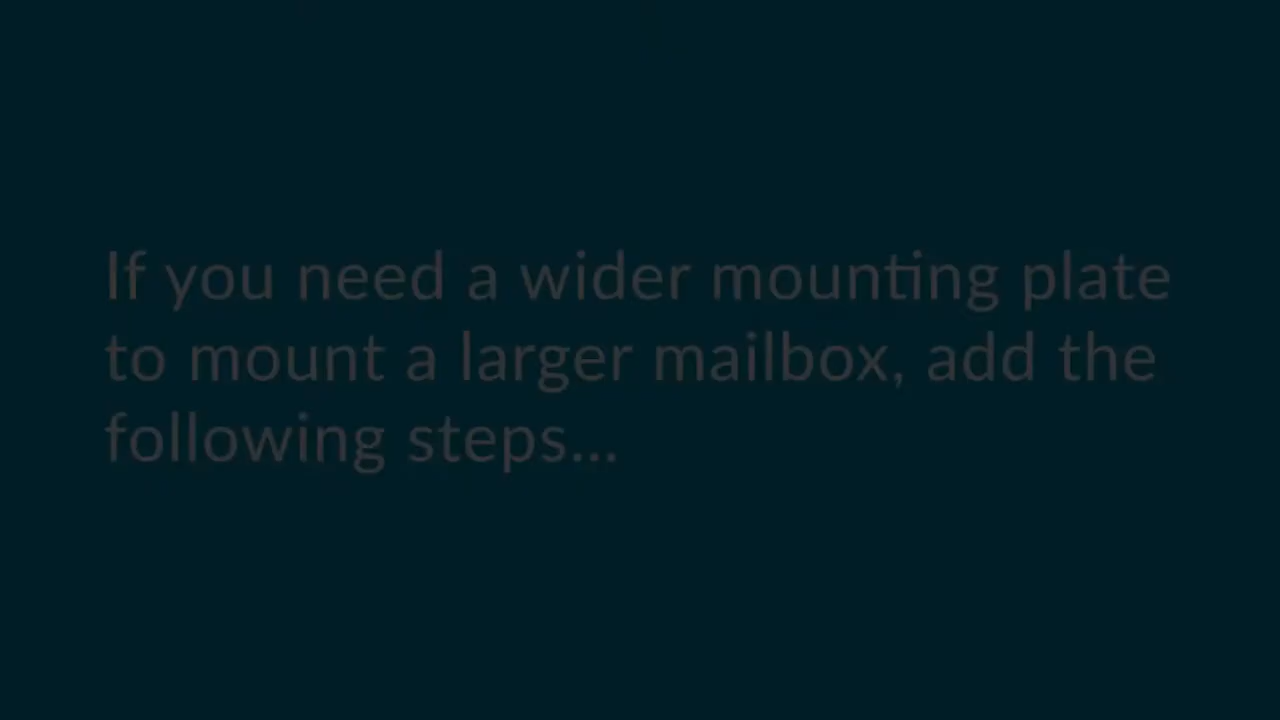 If you need a wider mounting plate
to mount a larger mailbox, add the
following steps...